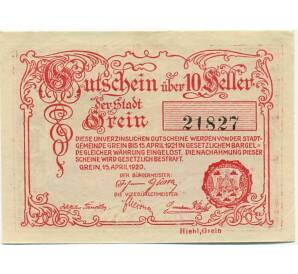 Gutschein über 10 Heller
der Stadt
Grein
21827
DIESE UNVERZINSLICHEN GUTSCHEINE WERDEN VON DER STADT-
GEMEINDE GREIN BIS 15. APRIL 1921 IN GESETZLICHEN BARGEL-
DE GLEICHER WÄHRUNG EINGELÖST. DIE NACHAHMUNG DIESER
SCHEINE WIRD GESETZLICH BESTRAFT.
GREIN, 15. APRIL 1920.
DER BÜRGERMEISTER:
DIE VIZEBÜRGERMEISTER:
Hiehl, Grein